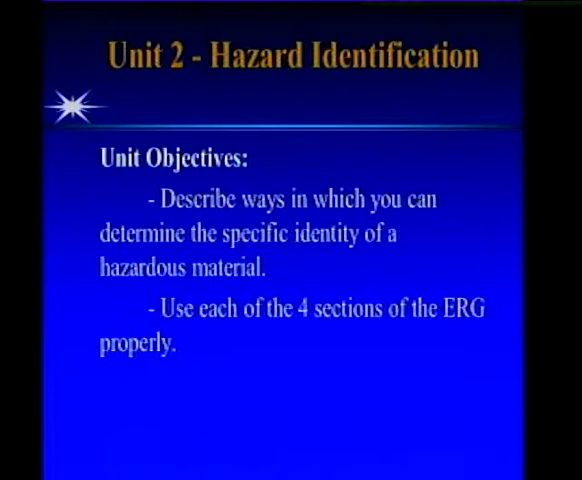 Unit 2 - Hazard Identification
Unit Objectives:
- Describe ways in which you can
determine the specific identity of a
hazardous material.
- Use each of the 4 sections of the ERG
properly.